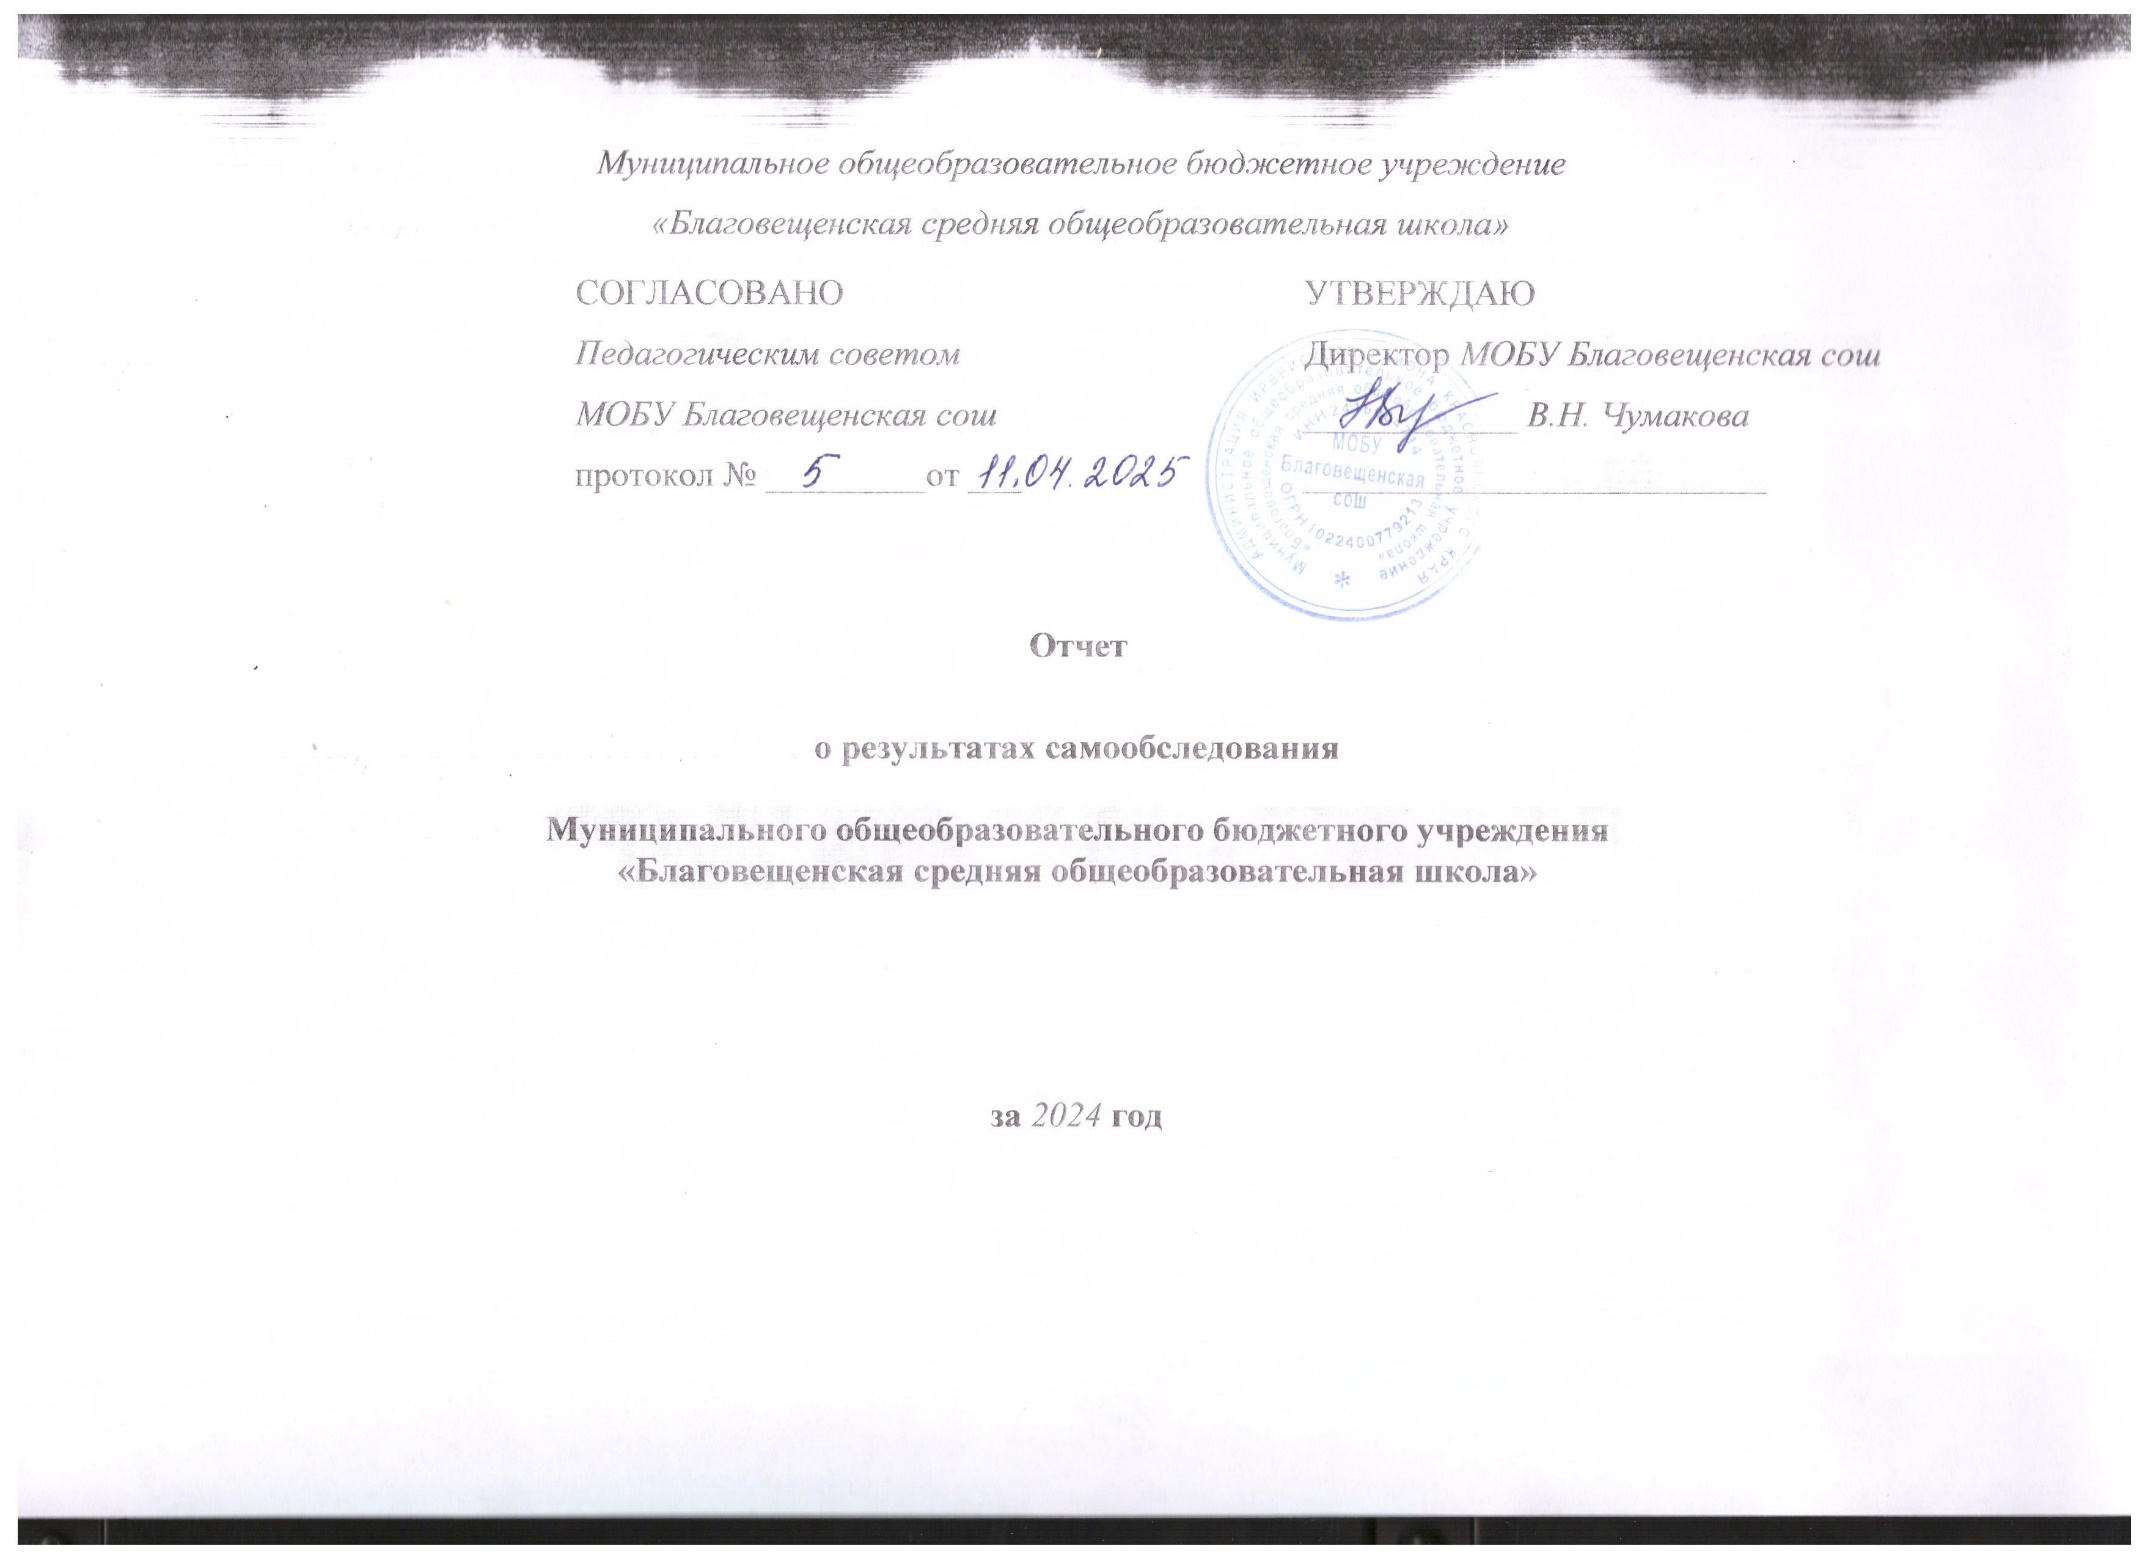 Муниципальное общеобразовательное бюджетное учреждение
«Благовещенская средняя общеобразовательная школа»
СОГЛАСОВАНО
Педагогическим советом
МОБУ Благовещенская сош
протокол № 5 от 11.04.2025
УТВЕРЖДАЮ
Директор МОБУ Благовещенская сош
В.Н. Чумакова
МОБУ
Благовещенская
сош
ОГРН 1022400779213
Отчет
о результатах самообследования
Муниципального общеобразовательного бюджетного учреждения
«Благовещенская средняя общеобразовательная школа»
за 2024 год